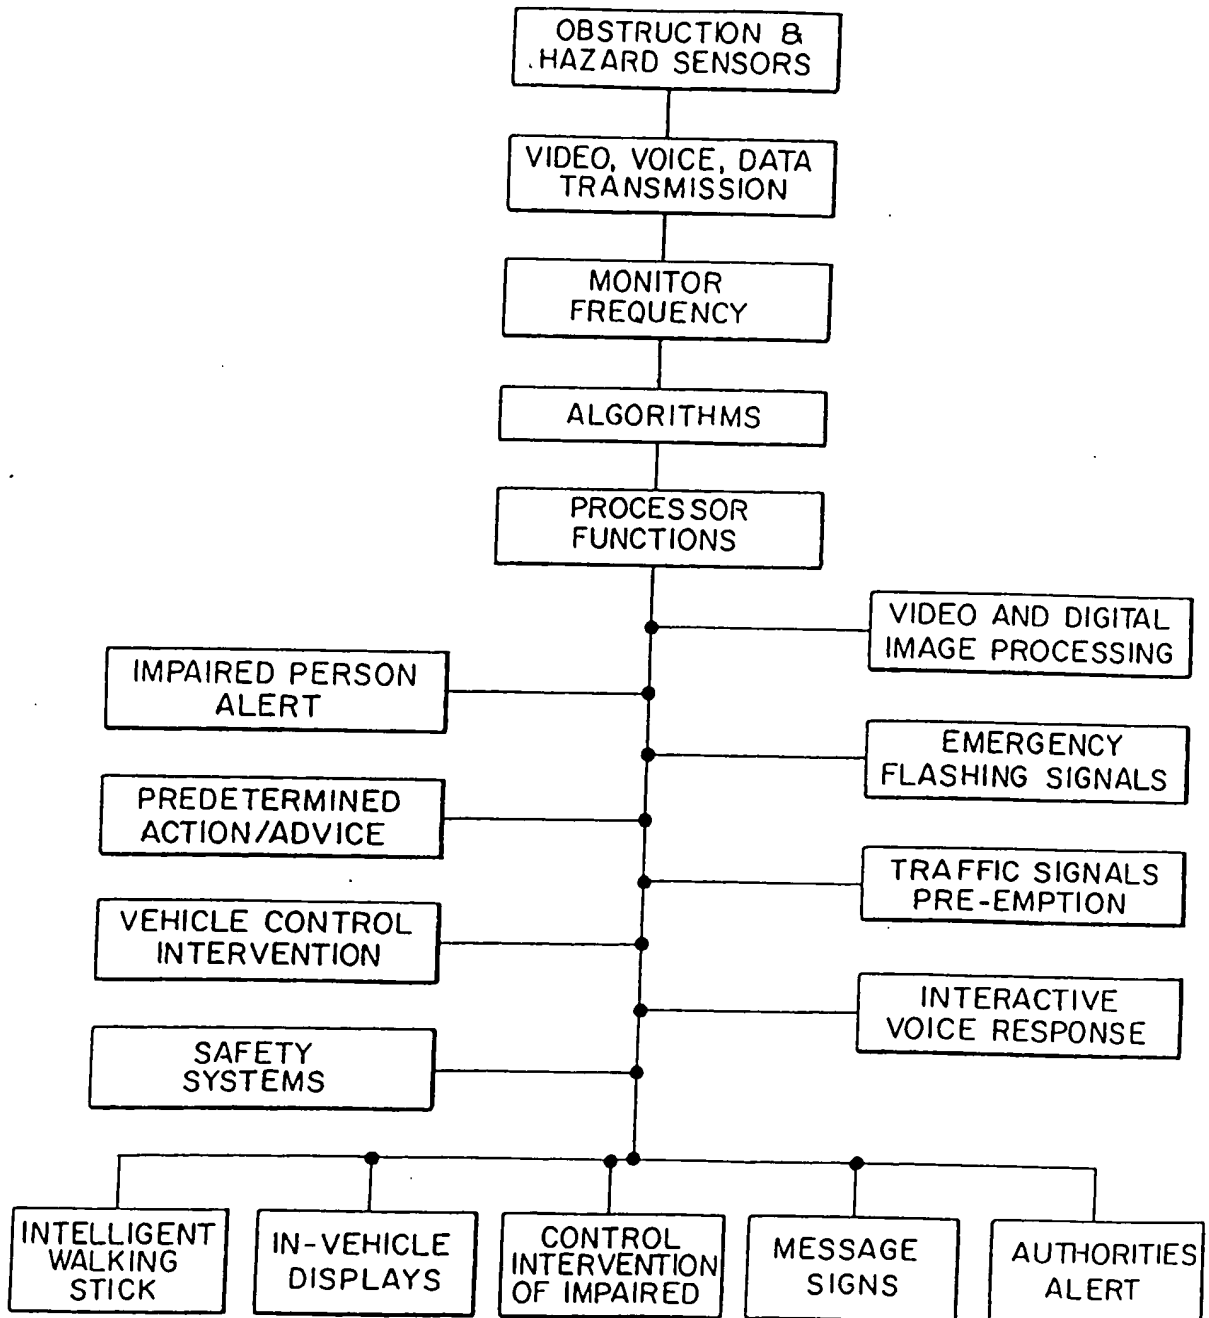 OBSTRUCTION &
HAZARD SENSORS
VIDEO, VOICE, DATA
TRANSMISSION
MONITOR
FREQUENCY
ALGORITHMS
PROCESSOR
FUNCTIONS
VIDEO AND DIGITAL
IMAGE PROCESSING
IMPAIRED PERSON
ALERT
EMERGENCY
FLASHING SIGNALS
PREDETERMINED
ACTION/ADVICE
TRAFFIC SIGNALS
PRE-EMPTION
VEHICLE CONTROL
INTERVENTION
INTERACTIVE
VOICE RESPONSE
SAFETY
SYSTEMS
INTELLIGENT
WALKING
STICK
IN-VEHICLE
DISPLAYS
CONTROL
INTERVENTION
OF IMPAIRED
MESSAGE
SIGNS
AUTHORITIES
ALERT